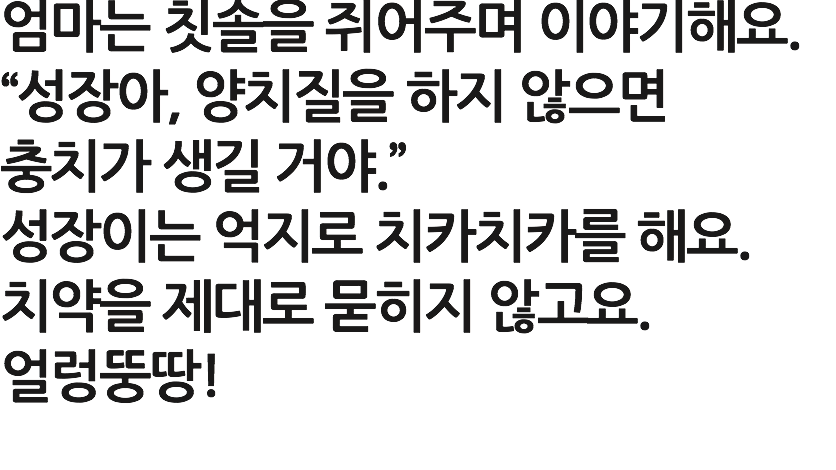 엄마는 칫솔을 쥐어주며 이야기해요.
“성장아, 양치질을 하지 않으면
충치가 생길 거야.”
성장이는 억지로 치카치카를 해요.
치약을 제대로 묻히지 않고요.
얼렁뚱땅!